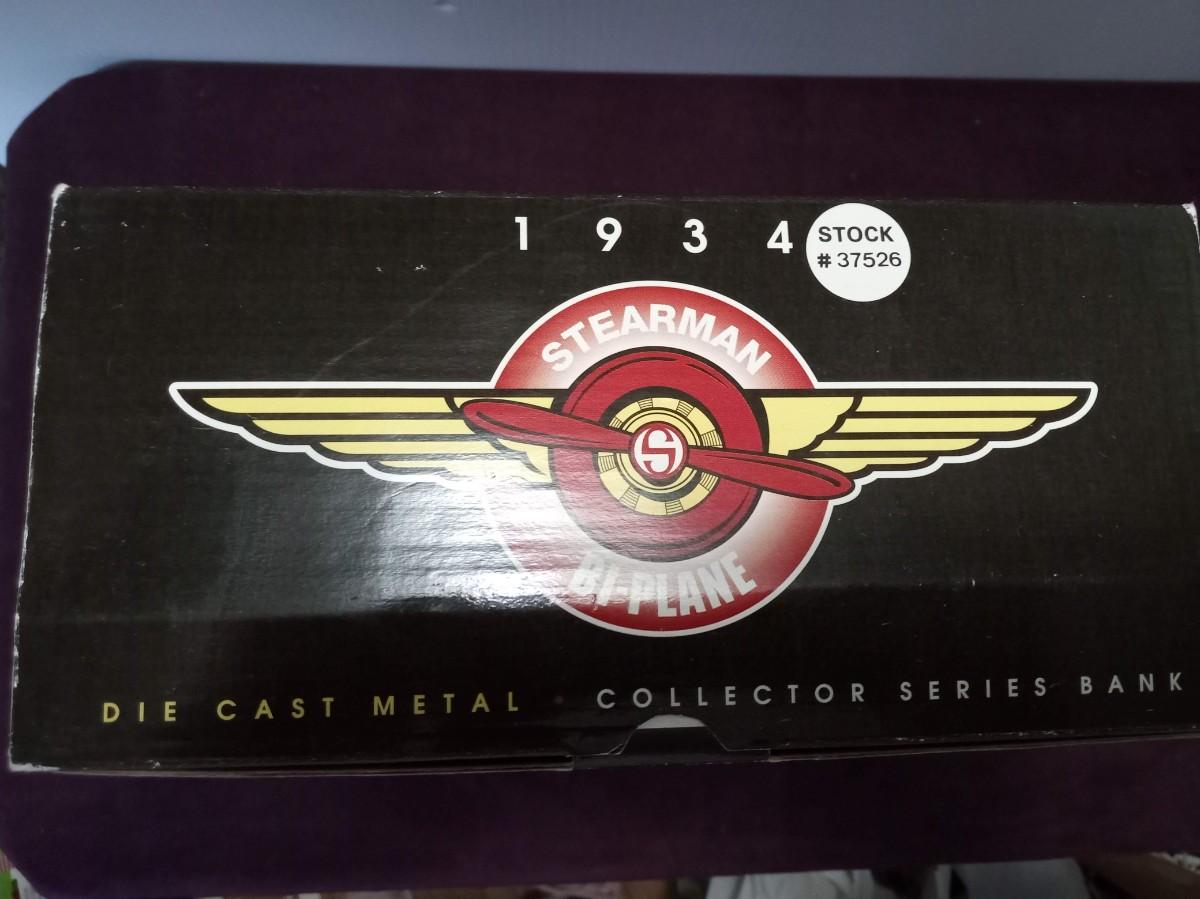 1 9 3 4
STOCK
# 37526
STEARMAN
S
BI-PLANE
DIE CAST METAL · COLLECTOR SERIES BANK